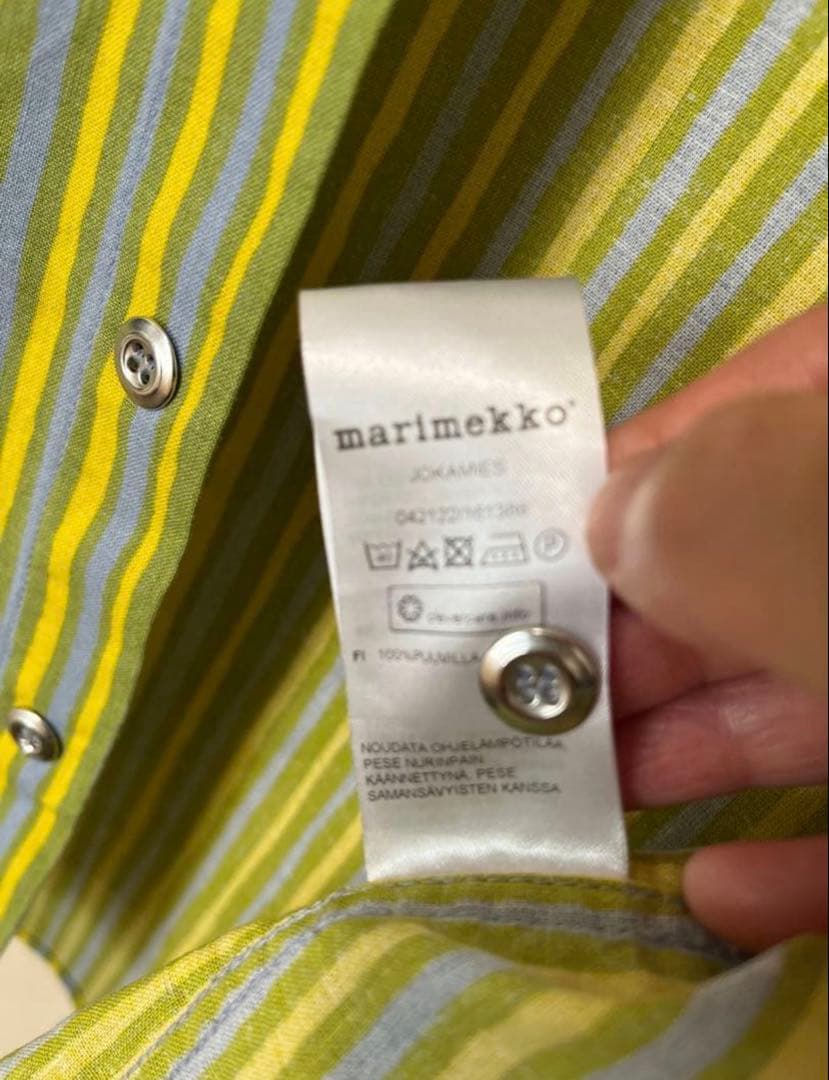 marimekko
JOKAMIES
FI 100%PUUVILLA
NOUDATA OHJELÄMPÖTILAA,
PESE NURINPÄIN
KÄÄNNETTYNÄ. PESE
SAMANSÄVYISTEN KANSSA.